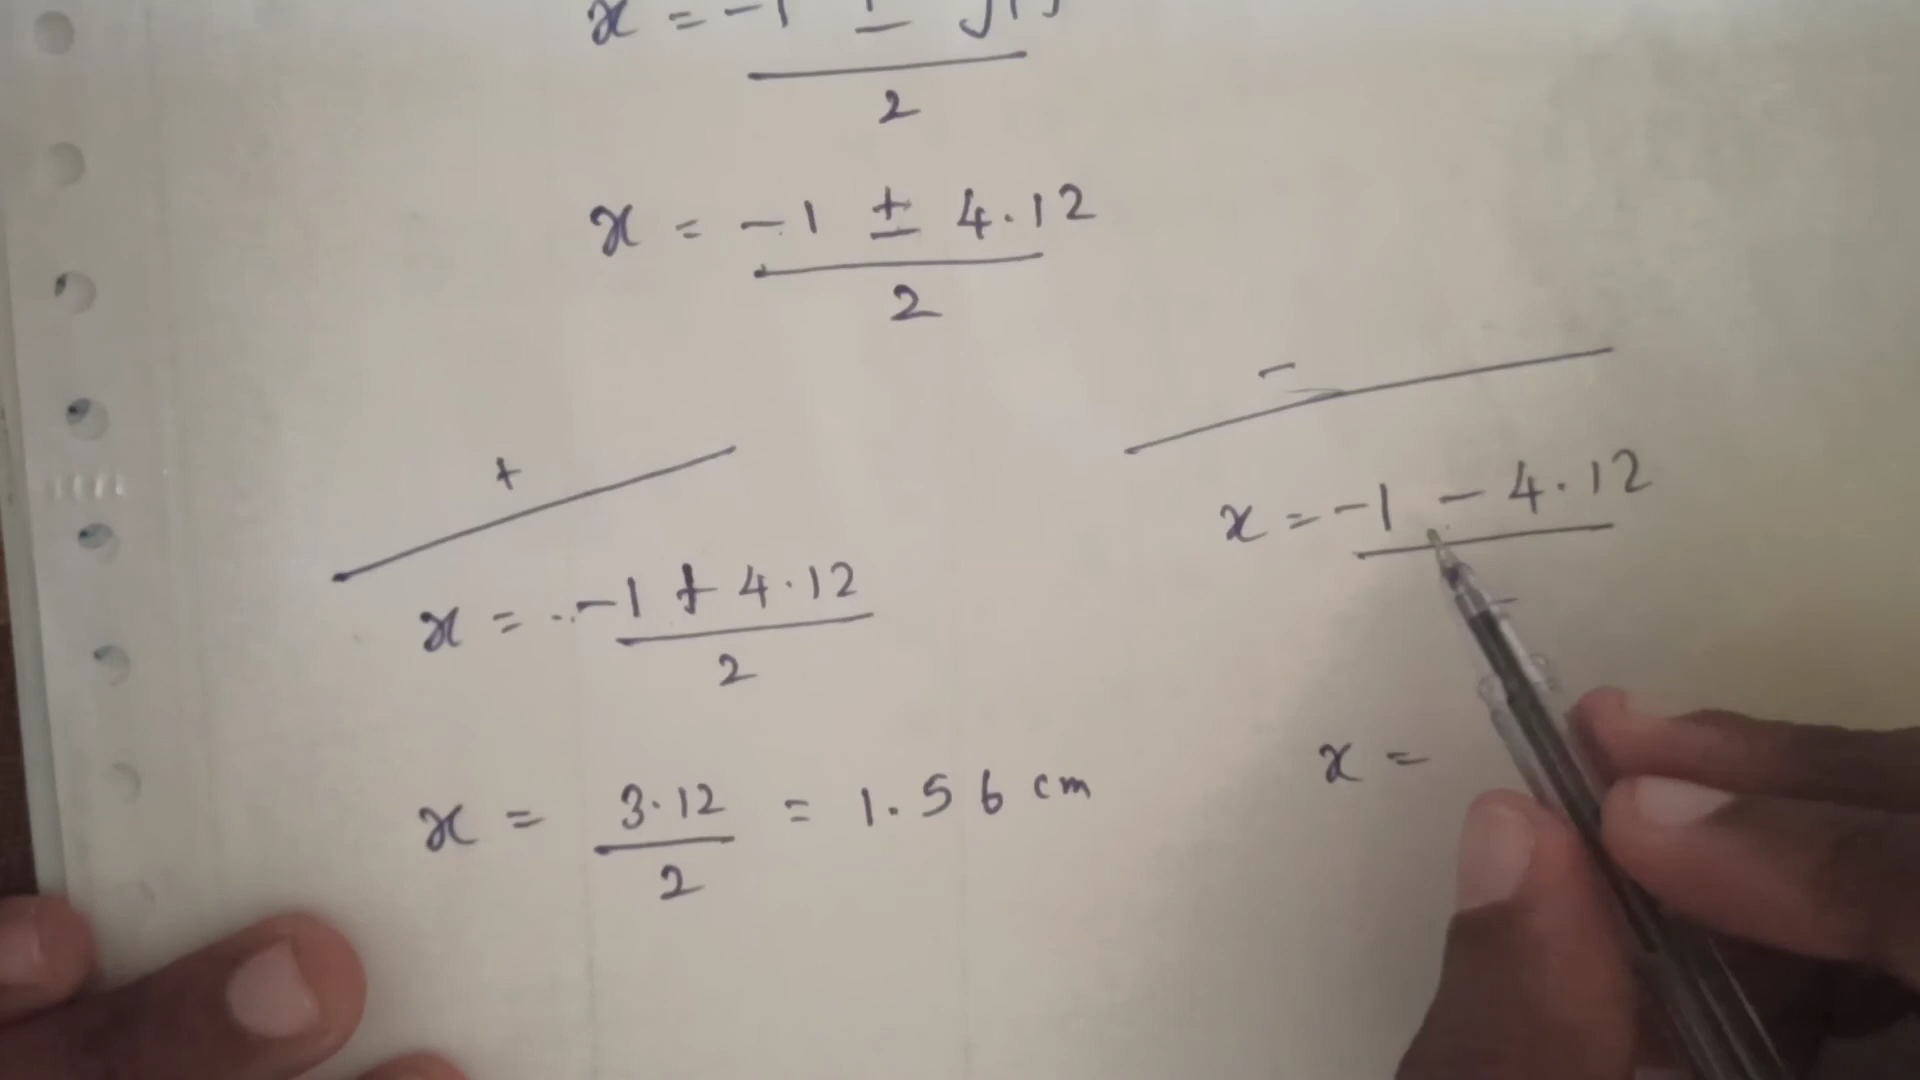 x = -1 ±
2
x = -1 ± 4.12
2
+
x = -1 + 4.12
2
x = 3.12 = 1.56 cm
2
-
x = -1 - 4.12
x =